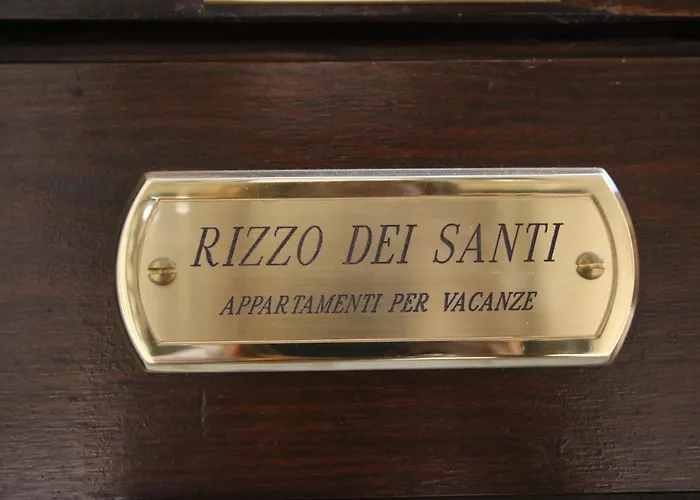 RIZZO DEI SANTI
APPARTAMENTI PER VACANZE